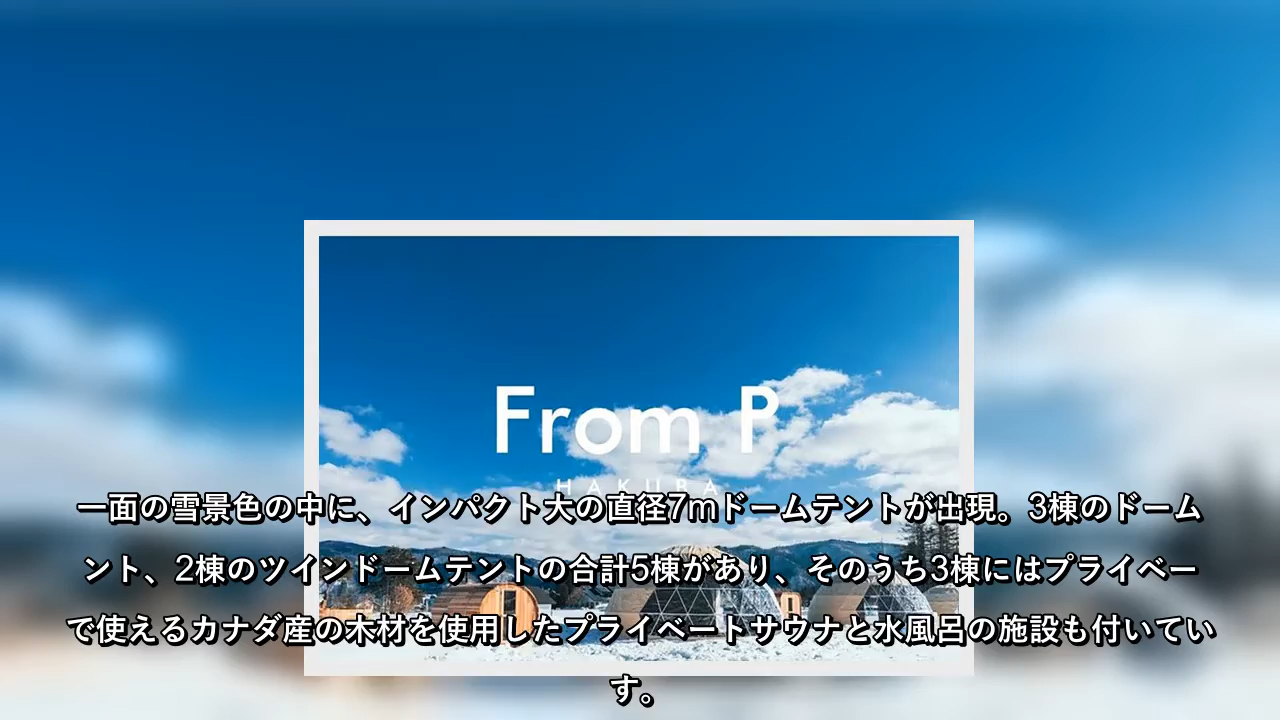 From P
HAKUBA
一面の雪景色の中に、インパクト大の直径7mドームテントが出現。3棟のドーム
ント、2棟のツインドームテントの合計5棟があり、そのうち3棟にはプライベー
で使えるカナダ産の木材を使用したプライベートサウナと水風呂の施設も付いてい
す。